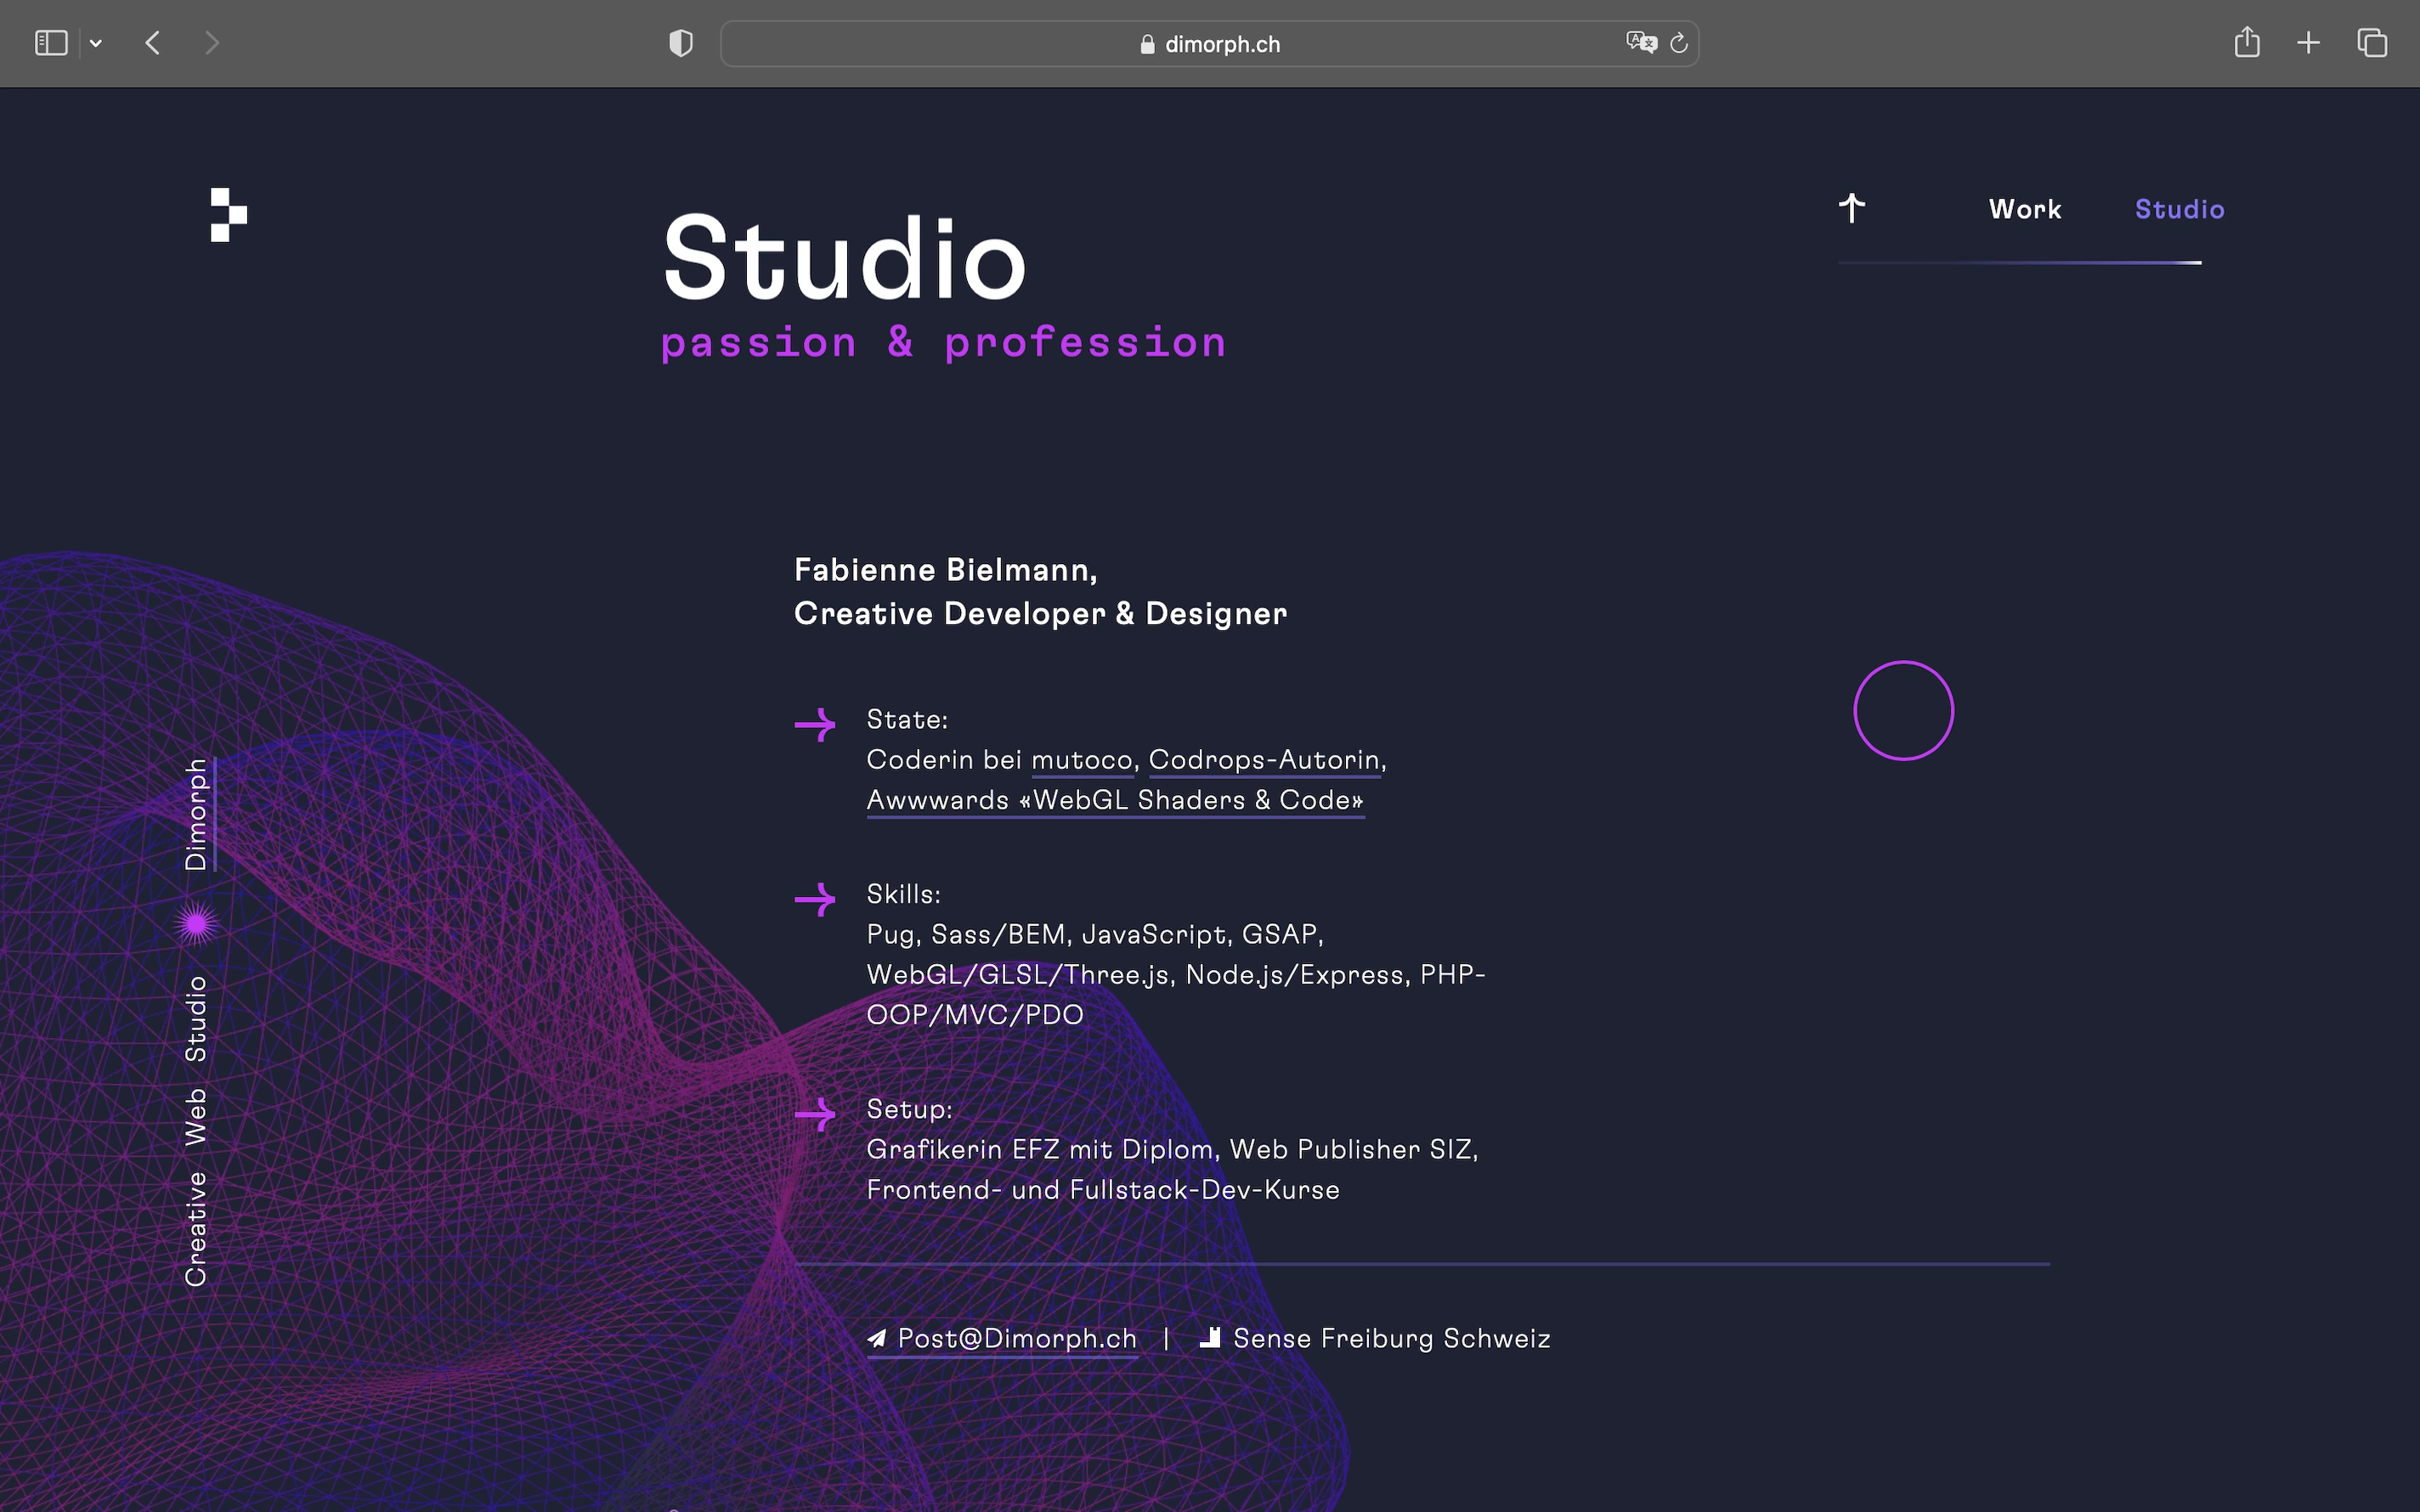 dimorph.ch
Work
Studio
Studio
passion & profession
Fabienne Bielmann,
Creative Developer & Designer
State:
Coderin bei mutoco, Codrops-Autorin,
Awwwards «WebGL Shaders & Code»
Skills:
Pug, Sass/BEM, JavaScript, GSAP,
WebGL/GLSL/Three.js, Node.js/Express, PHP-
OOP/MVC/PDO
Setup:
Grafikerin EFZ mit Diplom, Web Publisher SIZ,
Frontend- und Fullstack-Dev-Kurse
Post@Dimorph.ch | Sense Freiburg Schweiz
Creative Web Studio Dimorph